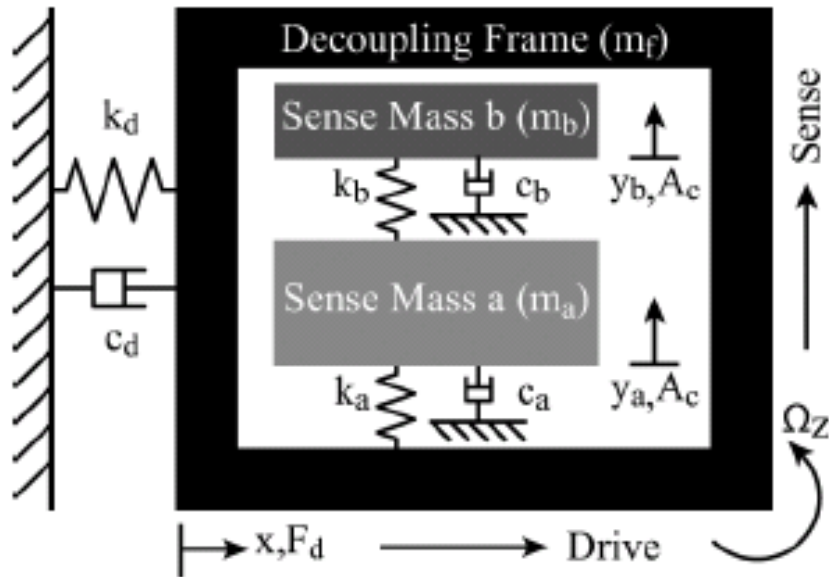 Decoupling Frame (m_f)
k_d
Sense Mass b (m_b)
k_b
c_b
y_b,A_c
Sense
c_d
Sense Mass a (m_a)
k_a
c_a
y_a,A_c
Ω_Z
x,F_d
Drive